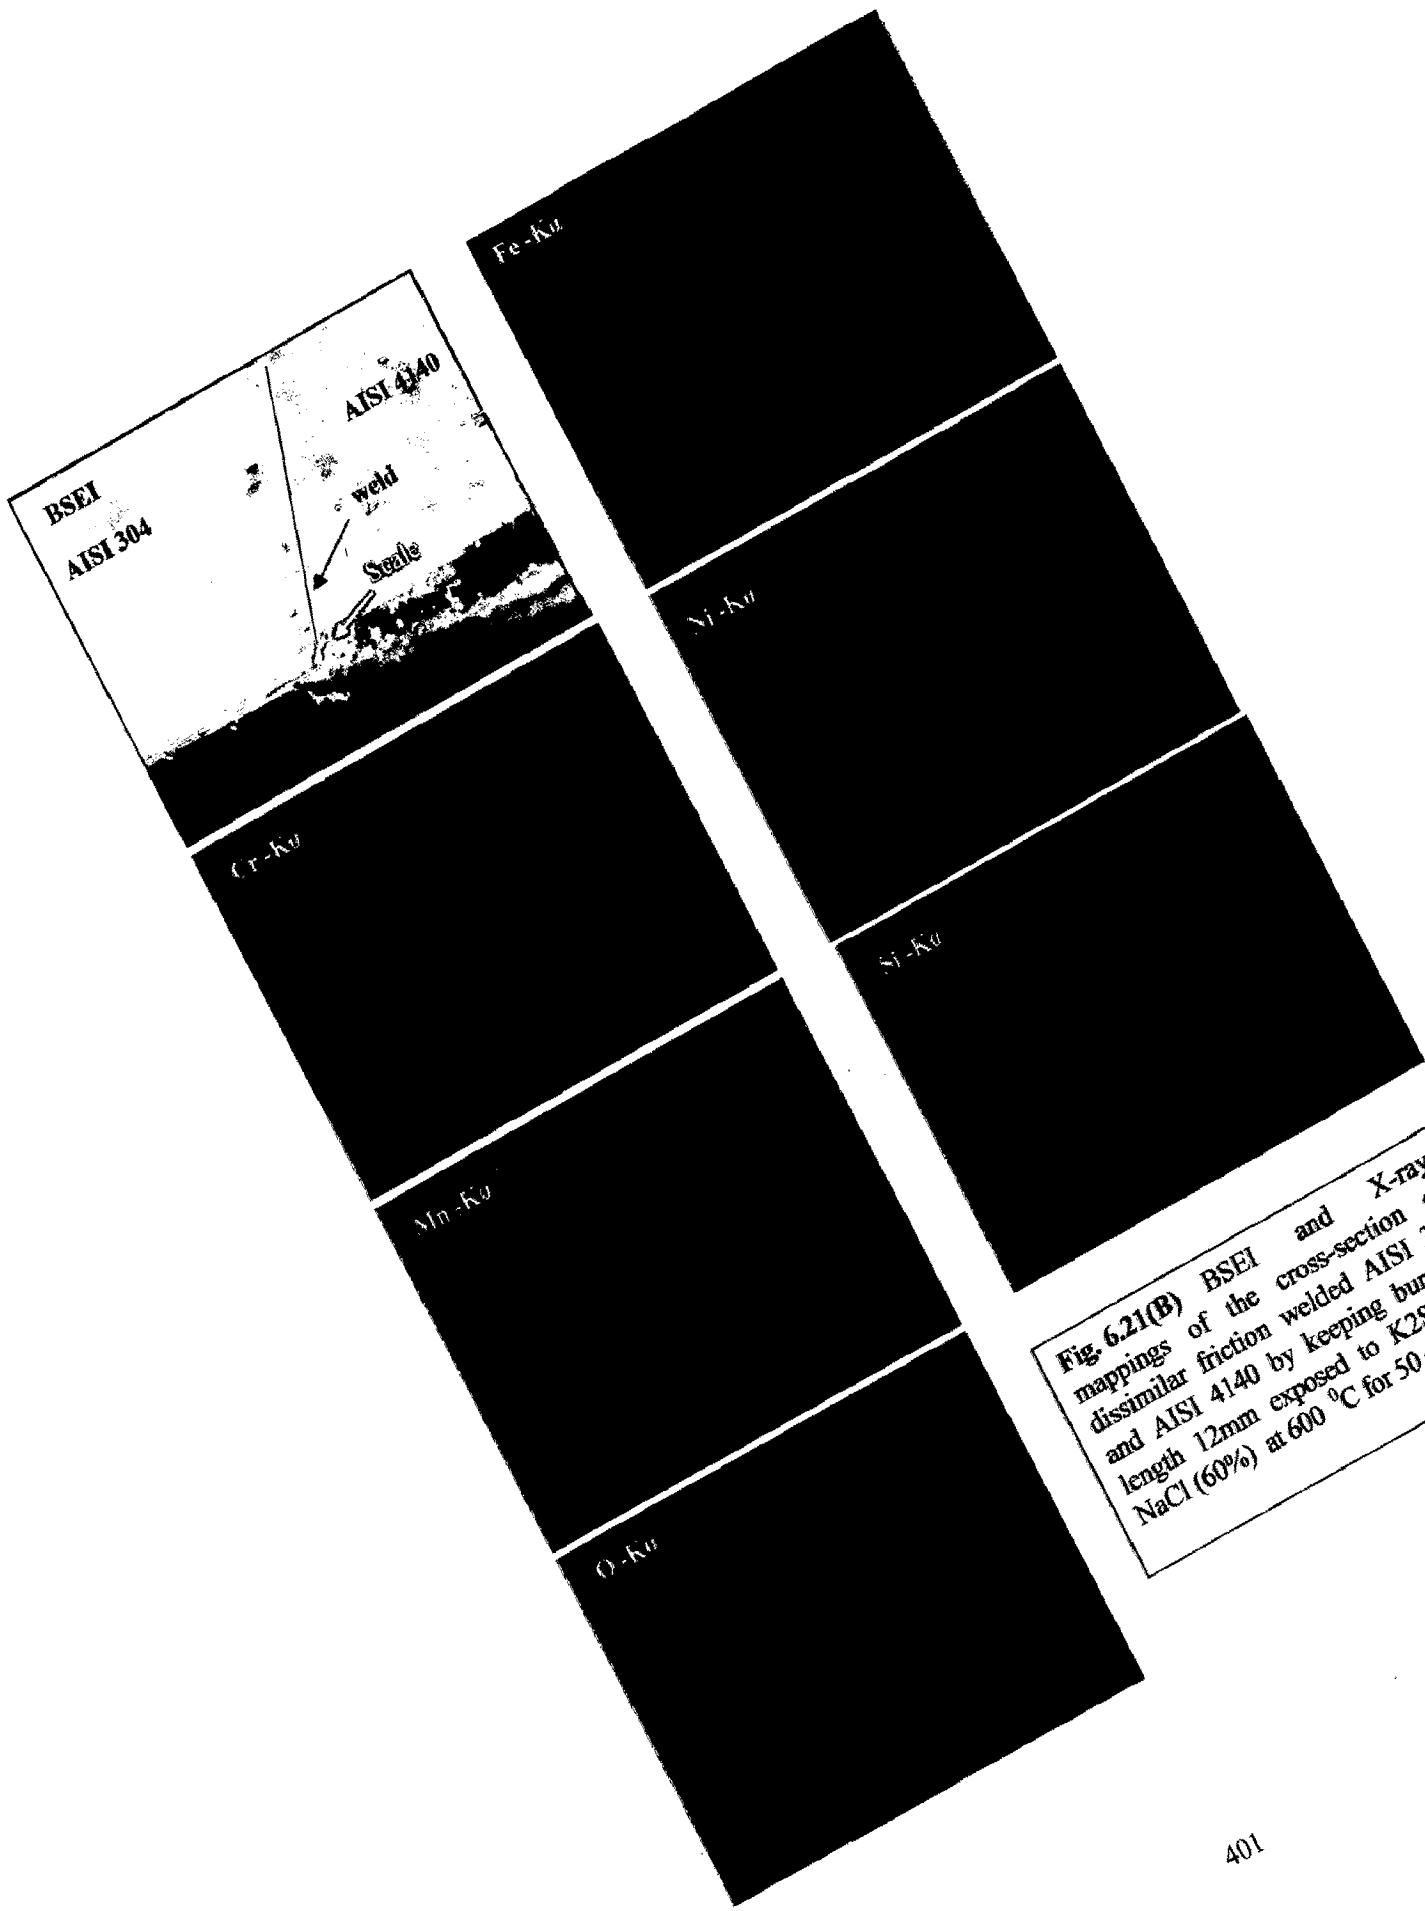 BSEI
AISI 304
AISI 4140
weld
Scale
Cr-Kα
Mn-Kα
O-Kα
Fe-Kα
Ni-Kα
Si-Kα
Fig. 6.21(B) BSEI and X-ray
mappings of the cross-section
dissimilar friction welded AISI
and AISI 4140 by keeping
length 12mm exposed to
NaCl (60%) at 600 ⁰C for 50
401